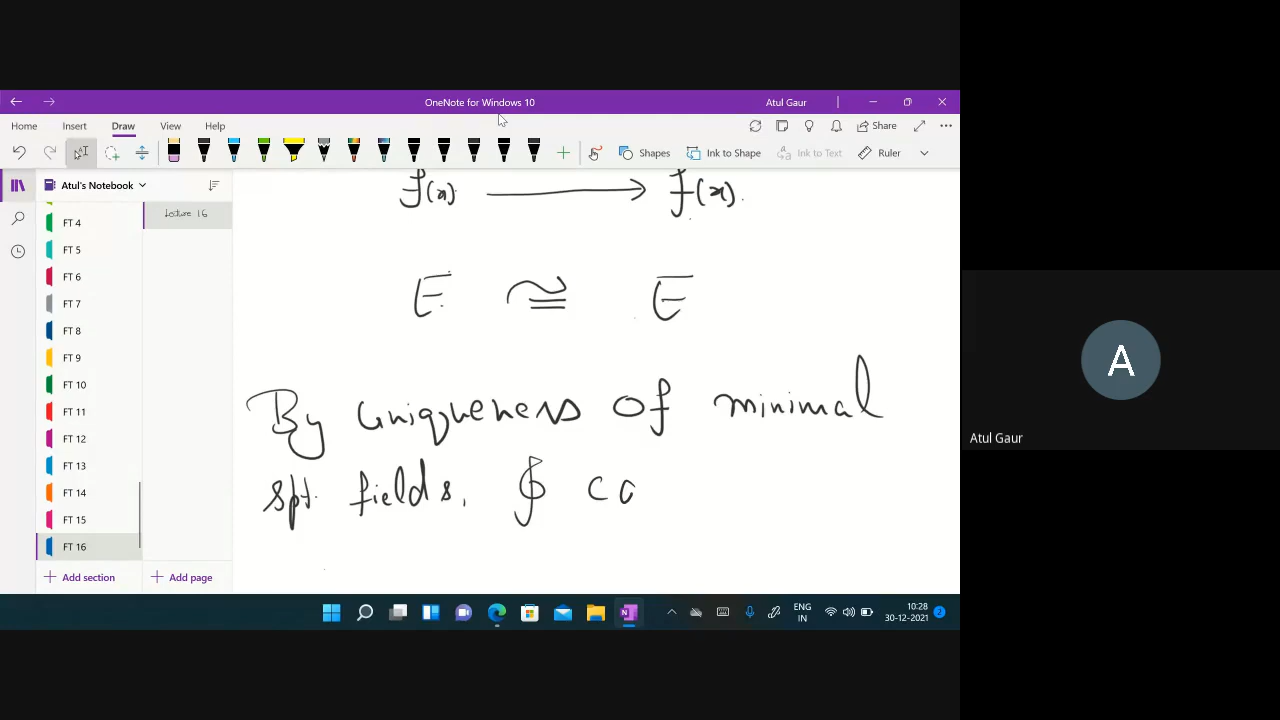 OneNote for Windows 10
Atul Gaur
Home Insert Draw View Help
Share
Shapes Ink to Shape Ink to Text Ruler
Atul's Notebook
Lecture 16
FT 4
FT 5
FT 6
FT 7
FT 8
FT 9
FT 10
FT 11
FT 12
FT 13
FT 14
FT 15
FT 16
Add section
Add page
f(x) ⟶ f(x).
E ≅ E
By uniqueness of minimal
spt. fields, ϕ ca
A
Atul Gaur
ENG
IN
10:28
30-12-2021
2